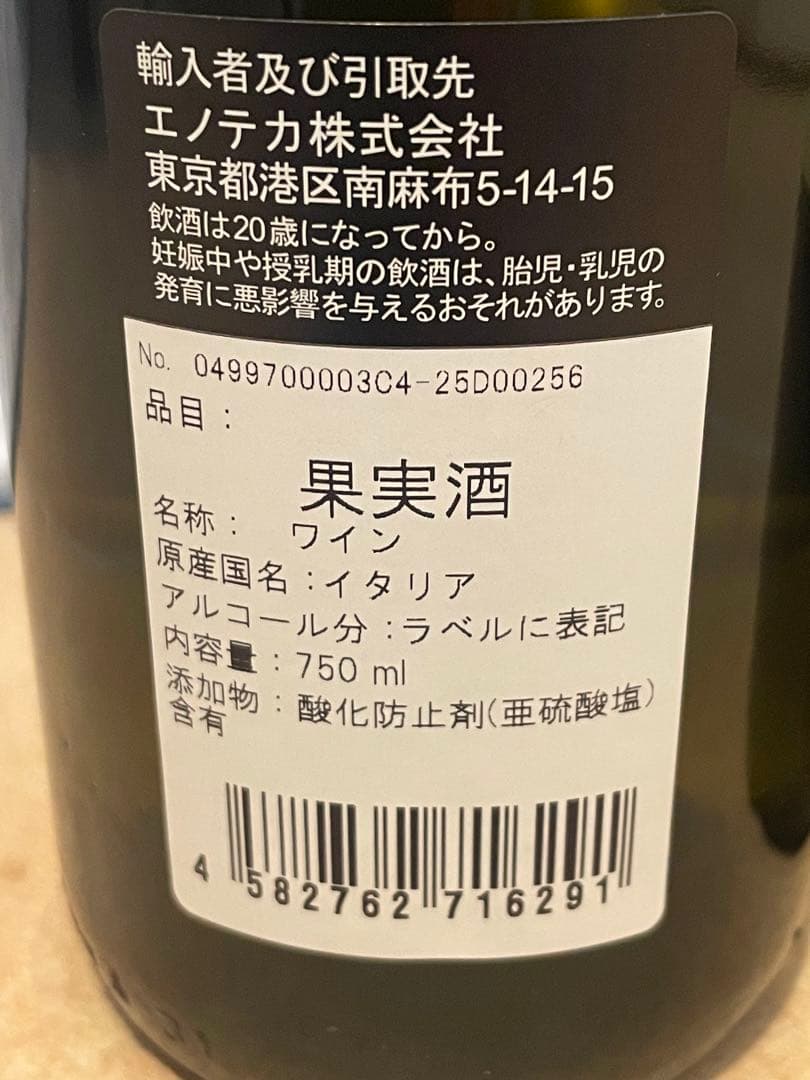 輸入者及び引取先
エノテカ株式会社
東京都港区南麻布5-14-15
飲酒は20歳になってから。
妊娠中や授乳期の飲酒は、胎児・乳児の
発育に悪影響を与えるおそれがあります。
No. 0499700003C4-25D00256
品目：
果実酒
名称： ワイン
原産国名：イタリア
アルコール分：ラベルに表記
内容量：750 ml
添加物：酸化防止剤(亜硫酸塩)
含有
4 582762 716291